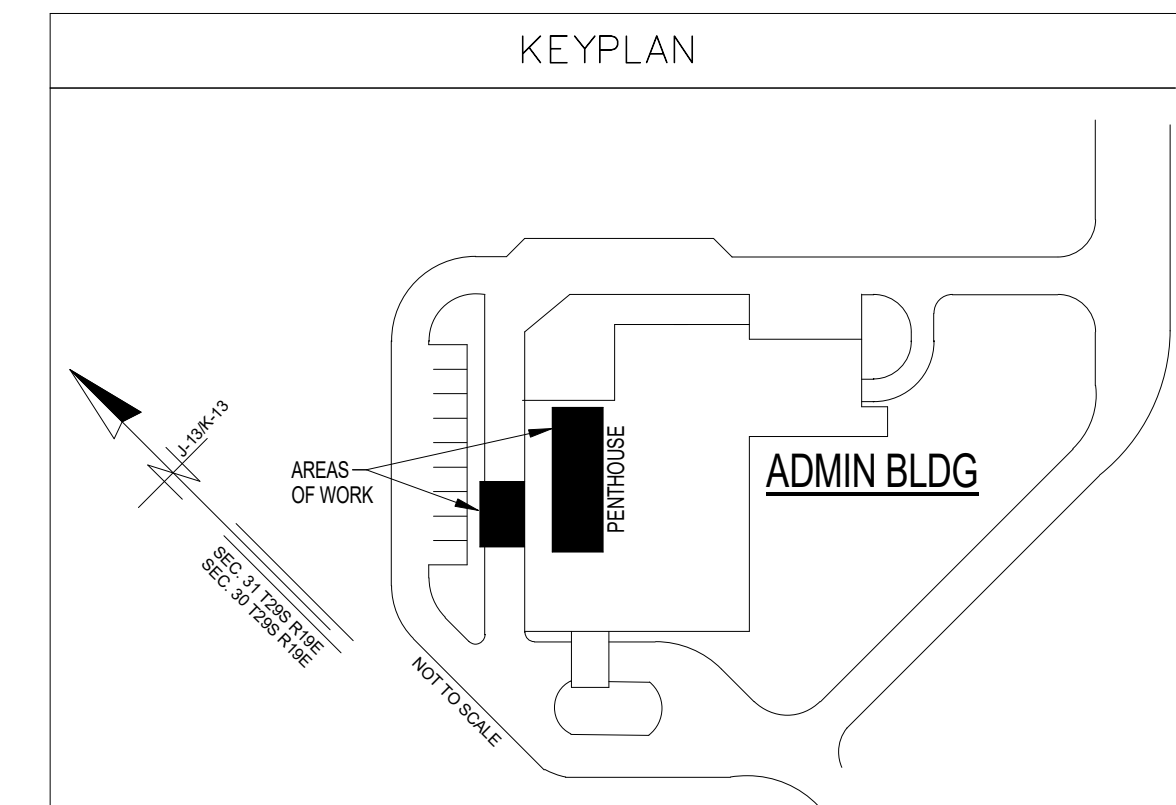 KEYPLAN
J-13/K-13
AREAS
OF WORK
PENTHOUSE
ADMIN BLDG
SEC. 31 T29S R19E
SEC. 30 T29S R19E
NOT TO SCALE